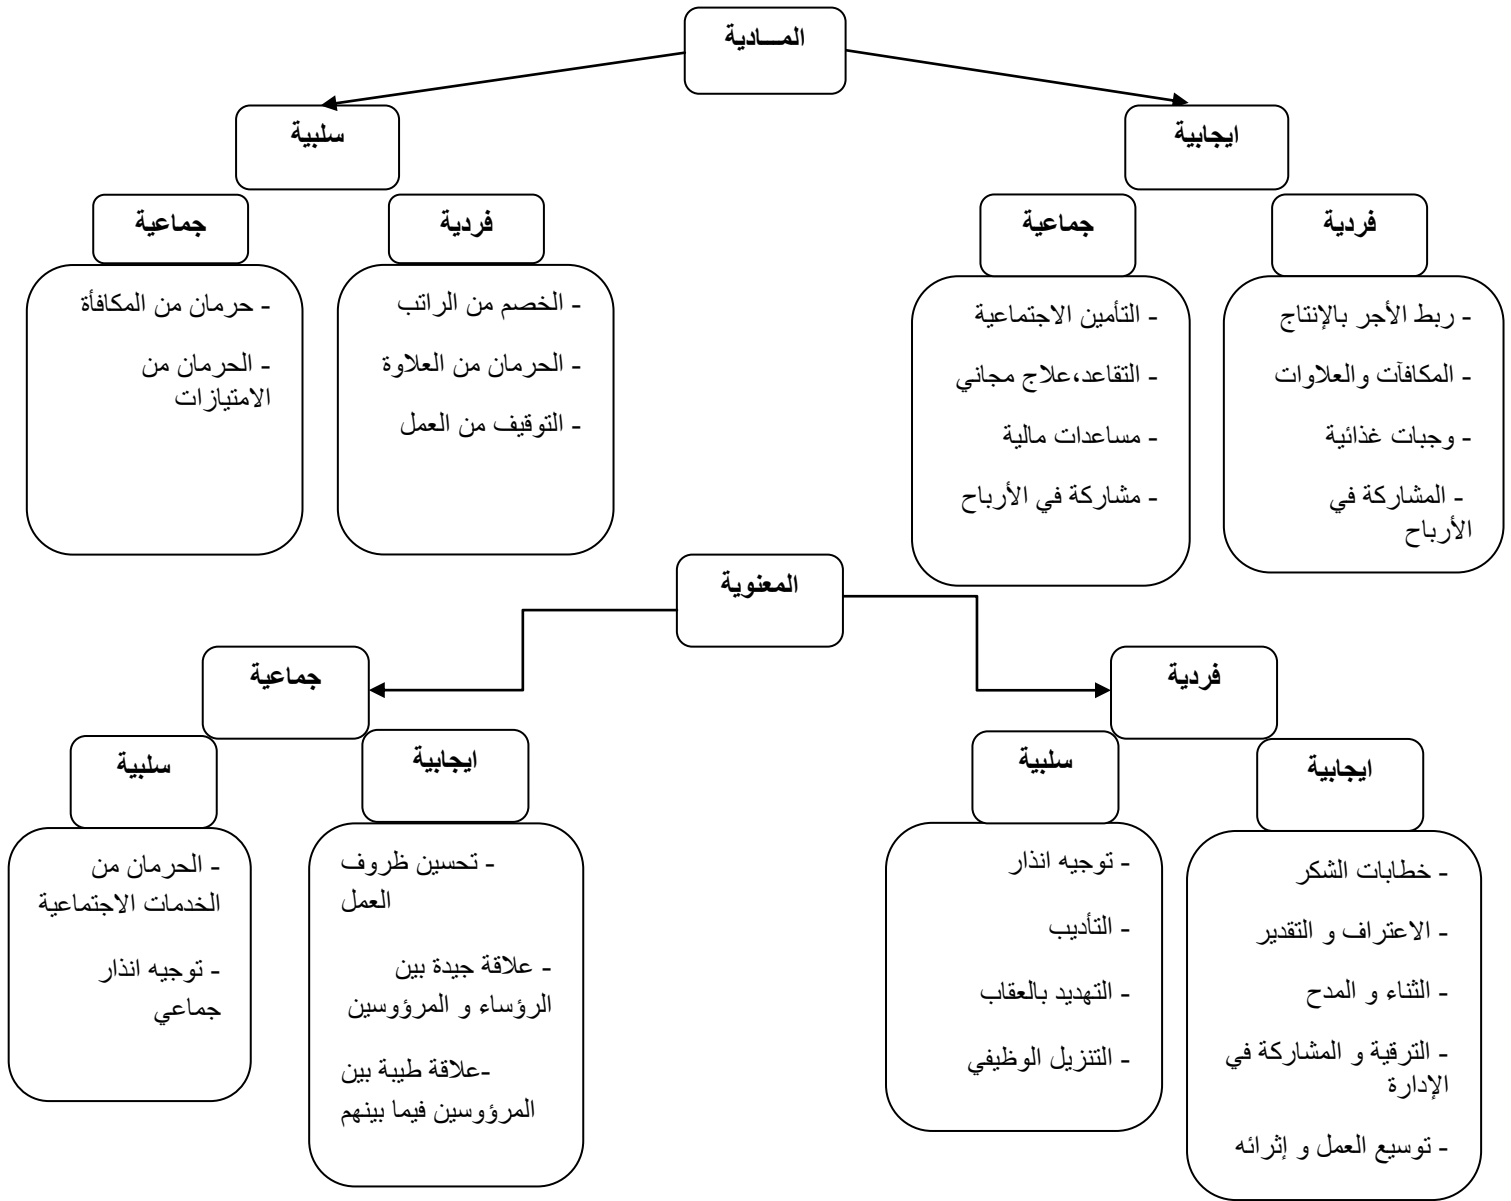 المـــادية
ايجابية
سلبية
فردية
جماعية
فردية
جماعية
- ربط الأجر بالإنتاج
- المكافآت والعلاوات
- وجبات غذائية
- المشاركة في
الأرباح
- التأمين الاجتماعية
- التقاعد،علاج مجاني
- مساعدات مالية
- مشاركة في الأرباح
- الخصم من الراتب
- الحرمان من العلاوة
- التوقيف من العمل
- حرمان من المكافأة
- الحرمان من
الامتيازات
المعنوية
فردية
جماعية
ايجابية
سلبية
ايجابية
سلبية
- خطابات الشكر
- الاعتراف و التقدير
- الثناء و المدح
- الترقية و المشاركة في
الإدارة
- توسيع العمل و إثرائه
- توجيه انذار
- التأديب
- التهديد بالعقاب
- التنزيل الوظيفي
- تحسين ظروف
العمل
- علاقة جيدة بين
الرؤساء و المرؤوسين
-علاقة طيبة بين
المرؤوسين فيما بينهم
- الحرمان من
الخدمات الاجتماعية
- توجيه انذار
جماعي